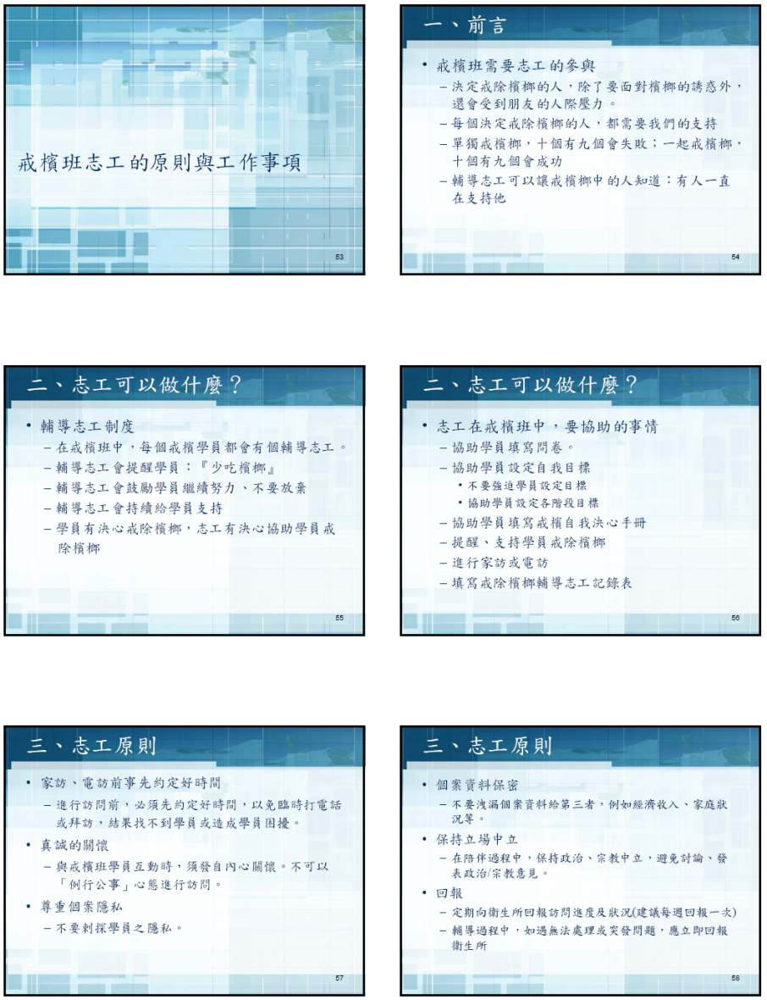 戒檳班志工的原則與工作事項
53
一、前言
• 戒檳班需要志工的參與
– 決定戒除檳榔的人，除了要面對檳榔的誘惑外，
還會受到朋友的人際壓力。
– 每個決定戒除檳榔的人，都需要我們的支持
– 單獨戒檳榔，十個有九個會失敗；一起戒檳榔，
十個有九個會成功
– 輔導志工可以讓戒檳榔中的人知道：有人一直
在支持他
54
二、志工可以做什麼？
• 輔導志工制度
– 在戒檳班中，每個戒檳學員都會有個輔導志工。
– 輔導志工會提醒學員：『少吃檳榔』
– 輔導志工會鼓勵學員繼續努力、不要放棄
– 輔導志工會持續給學員支持
– 學員有決心戒除檳榔，志工有決心協助學員戒
除檳榔
55
二、志工可以做什麼？
• 志工在戒檳班中，要協助的事情
– 協助學員填寫問卷。
– 協助學員設定自我目標
• 不要強迫學員設定目標
• 協助學員設定各階段目標
– 協助學員填寫戒檳自我決心手冊
– 提醒、支持學員戒除檳榔
– 進行家訪或電訪
– 填寫戒除檳榔輔導志工記錄表
56
三、志工原則
• 家訪、電訪前事先約定好時間
– 進行訪問前，必須先約定好時間，以免臨時打電話
或拜訪，結果找不到學員或造成學員困擾。
• 真誠的關懷
– 與戒檳班學員互動時，須發自內心關懷。不可以
「例行公事」心態進行訪問。
• 尊重個案隱私
– 不要刺探學員之隱私。
57
三、志工原則
• 個案資料保密
– 不要洩漏個案資料給第三者，例如經濟收入、家庭狀
況等。
• 保持立場中立
– 在陪伴過程中，保持政治、宗教中立，避免討論、發
表政治/宗教意見。
• 回報
– 定期向衛生所回報訪問進度及狀況(建議每週回報一次)
– 輔導過程中，如遇無法處理或突發問題，應立即回報
衛生所
58